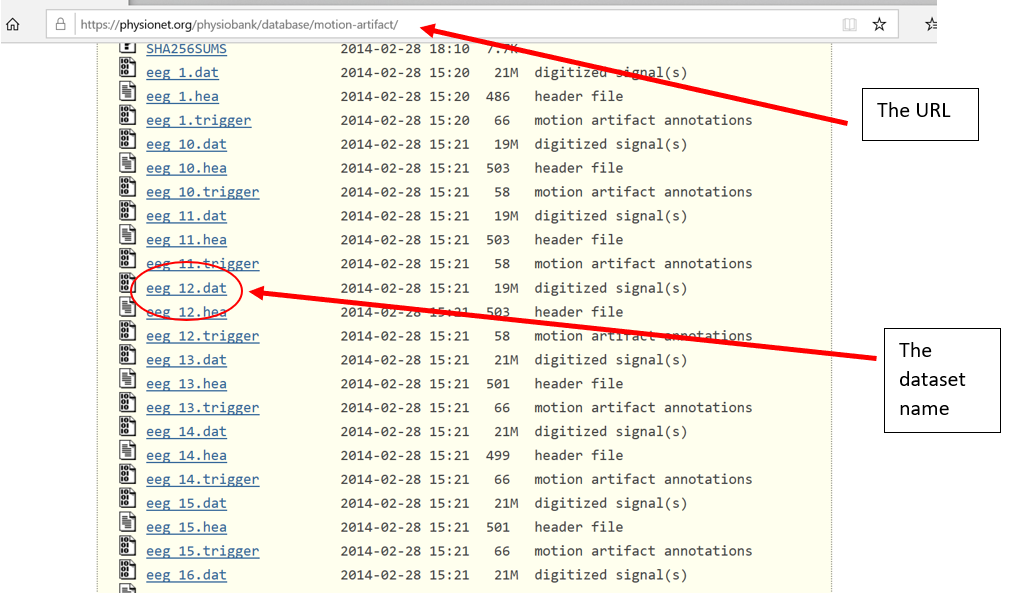 https://physionet.org/physiobank/database/motion-artifact/
The URL
SHA256SUMS 2014-02-28 18:10 7.7K
eeg 1.dat 2014-02-28 15:20 21M digitized signal(s)
eeg 1.hea 2014-02-28 15:20 486 header file
eeg 1.trigger 2014-02-28 15:20 66 motion artifact annotations
eeg 10.dat 2014-02-28 15:21 19M digitized signal(s)
eeg 10.hea 2014-02-28 15:21 503 header file
eeg 10.trigger 2014-02-28 15:21 58 motion artifact annotations
eeg 11.dat 2014-02-28 15:21 19M digitized signal(s)
eeg 11.hea 2014-02-28 15:21 503 header file
eeg 11.trigger 2014-02-28 15:21 58 motion artifact annotations
eeg 12.dat 2014-02-28 15:21 19M digitized signal(s)
eeg 12.hea 2014-02-28 15:21 503 header file
eeg 12.trigger 2014-02-28 15:21 58 motion artifact annotations
eeg 13.dat 2014-02-28 15:21 21M digitized signal(s)
eeg 13.hea 2014-02-28 15:21 501 header file
eeg 13.trigger 2014-02-28 15:21 66 motion artifact annotations
eeg 14.dat 2014-02-28 15:21 21M digitized signal(s)
eeg 14.hea 2014-02-28 15:21 499 header file
eeg 14.trigger 2014-02-28 15:21 66 motion artifact annotations
eeg 15.dat 2014-02-28 15:21 21M digitized signal(s)
eeg 15.hea 2014-02-28 15:21 501 header file
eeg 15.trigger 2014-02-28 15:21 66 motion artifact annotations
eeg 16.dat 2014-02-28 15:21 21M digitized signal(s)
The
dataset
name